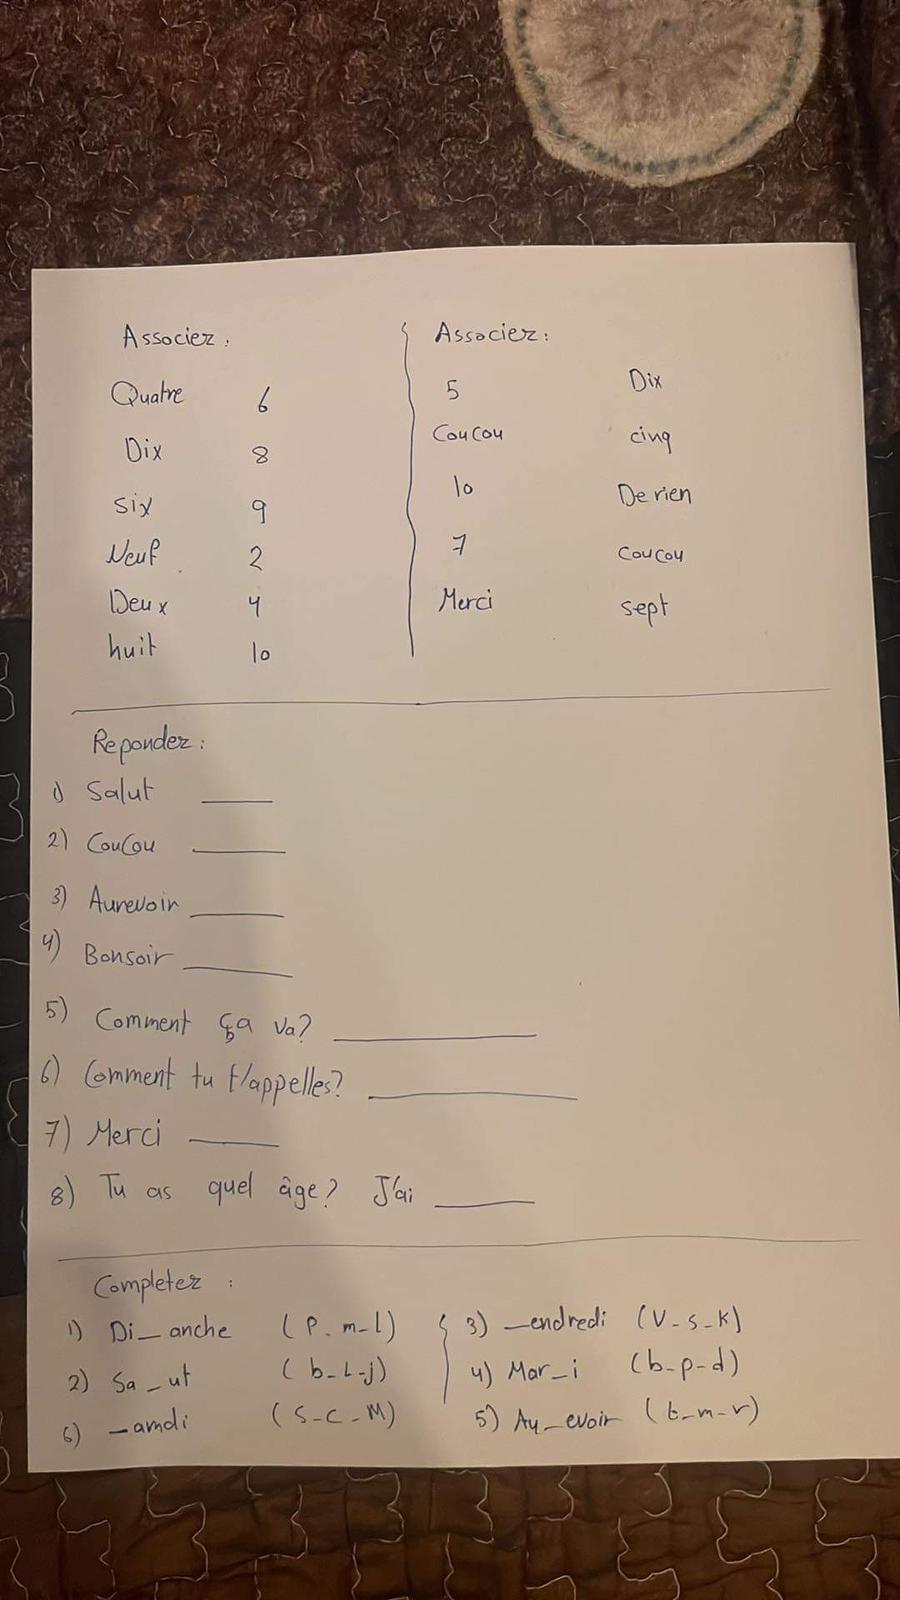 Associez :
Quatre 6
Dix 8
six 9
Neuf 2
Deux 4
huit 10
Associez :
5 Dix
Coucou cinq
10 De rien
7 coucou
Merci sept
Repondez :
1) Salut ____
2) Coucou ____
3) Aurevoir ____
4) Bonsoir ____
5) Comment ça va? ____
6) Comment tu t'appelles? ____
7) Merci ____
8) Tu as quel âge? J'ai ____
Completez :
1) Di_anche (P-m-l)
2) Sa_ut (b-L-j)
6) _amdi (S-C-M)
3) _endredi (V-s-k)
4) Mar_i (b-p-d)
5) Au_evoir (t-m-r)